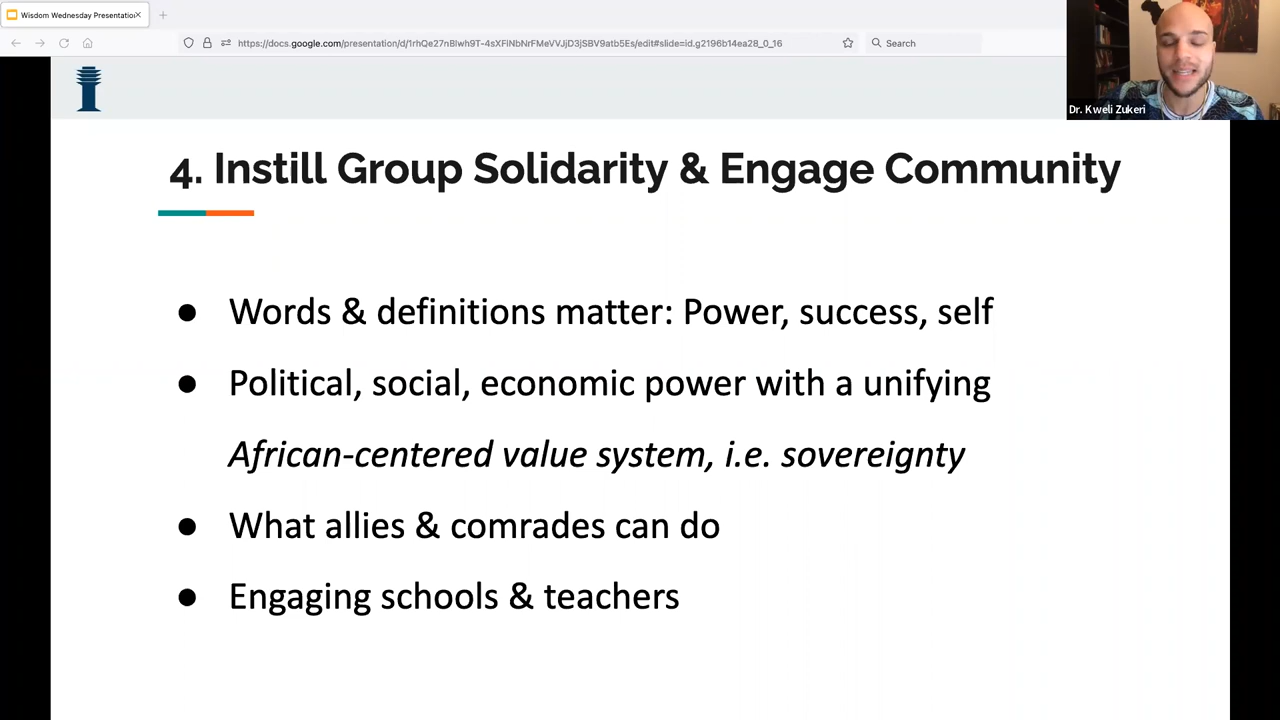 Wisdom Wednesday Presentation
https://docs.google.com/presentation/d/1rhQe27nBlwh9T-4sXFiNbNrFMeVVJjD3jSBV9atb5Es/edit#slide=id.g2196b14ea28_0_16
Search
Dr. Kweli Zukeri
4. Instill Group Solidarity & Engage Community
● Words & definitions matter: Power, success, self
● Political, social, economic power with a unifying
African-centered value system, i.e. sovereignty
● What allies & comrades can do
● Engaging schools & teachers